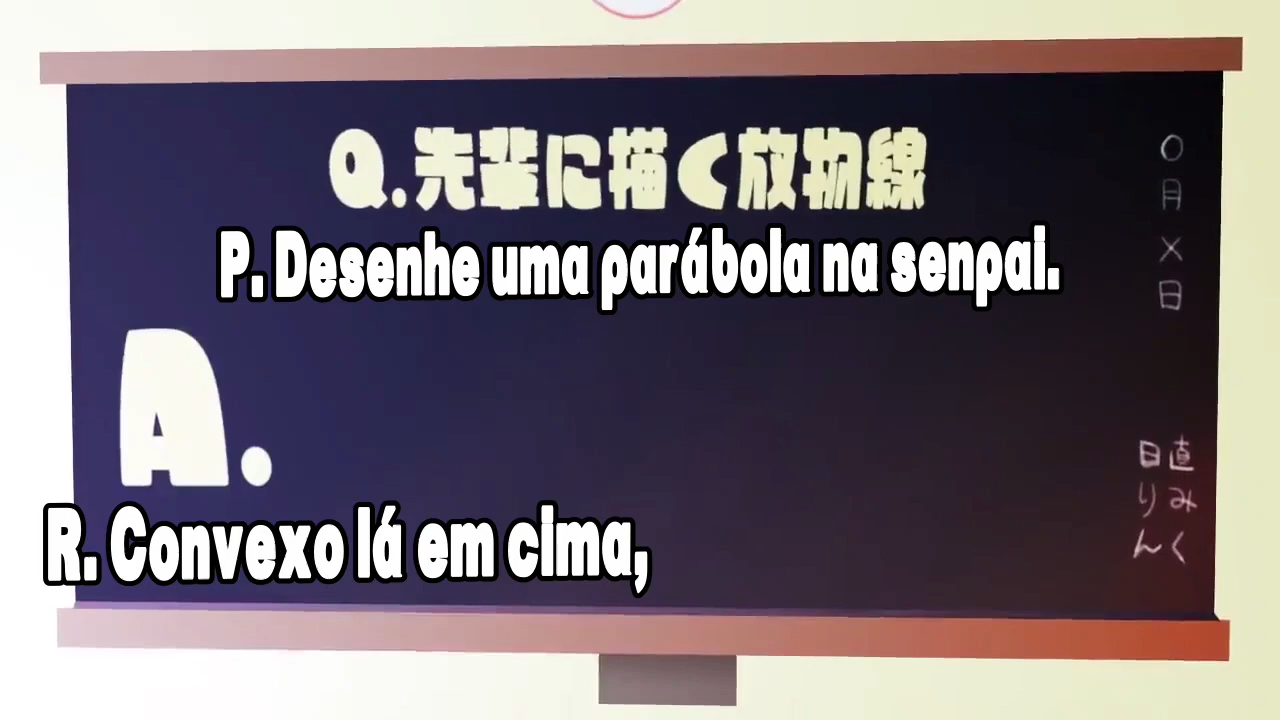 Q.先輩に描く放物線
P. Desenhe uma parábola na senpai.
A.
R. Convexo lá em cima,
〇月×日
直みく
日りん